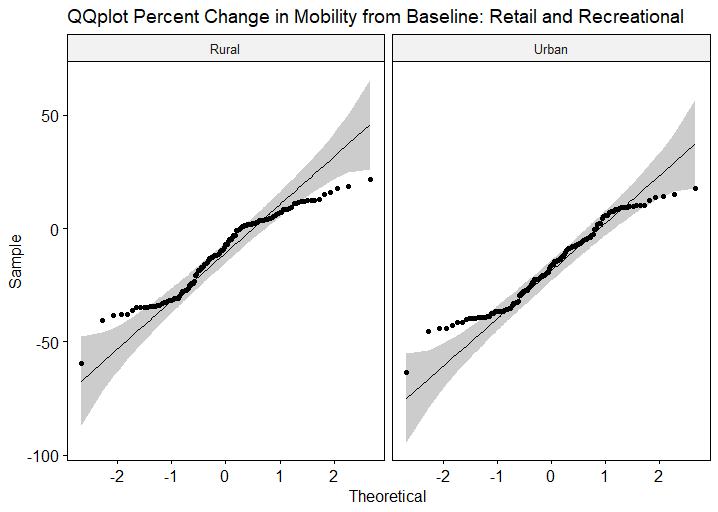 QQplot Percent Change in Mobility from Baseline: Retail and Recreational
Rural
Urban
50
0
-50
-100
Sample
-2
-1
0
1
2
-2
-1
0
1
2
Theoretical